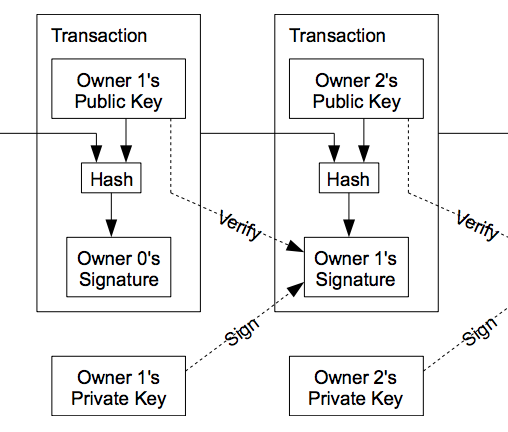 Transaction
Owner 1's
Public Key
Hash
Owner 0's
Signature
Verify
Sign
Owner 1's
Private Key
Transaction
Owner 2's
Public Key
Hash
Owner 1's
Signature
Verify
Sign
Owner 2's
Private Key